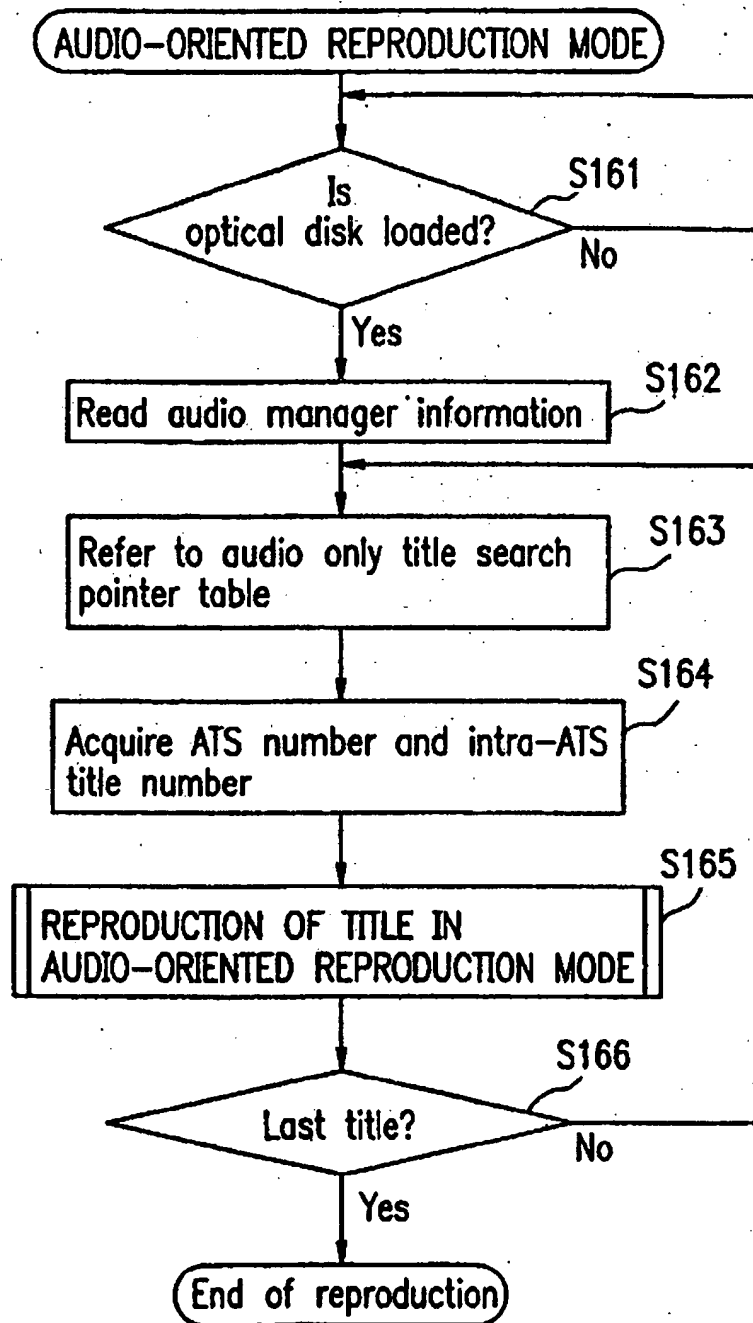 AUDIO-ORIENTED REPRODUCTION MODE
S161
Is
optical disk loaded?
No
Yes
S162
Read audio manager information
S163
Refer to audio only title search
pointer table
S164
Acquire ATS number and intra-ATS
title number
S165
REPRODUCTION OF TITLE IN
AUDIO-ORIENTED REPRODUCTION MODE
S166
Last title?
No
Yes
End of reproduction